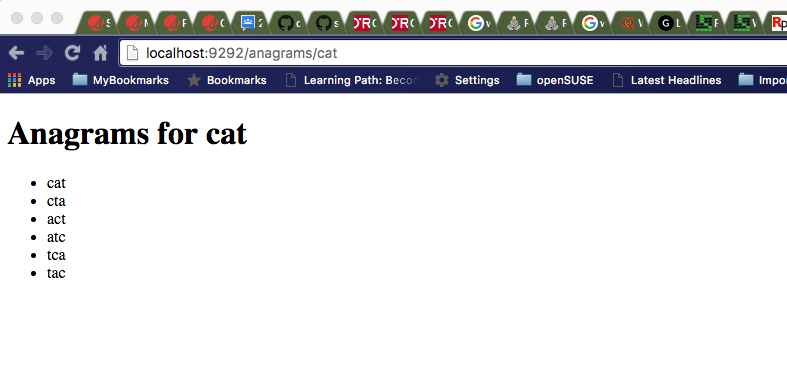 localhost:9292/anagrams/cat
Apps MyBookmarks Bookmarks Learning Path: Becon Settings openSUSE Latest Headlines Impor
Anagrams for cat
cat
cta
act
atc
tca
tac